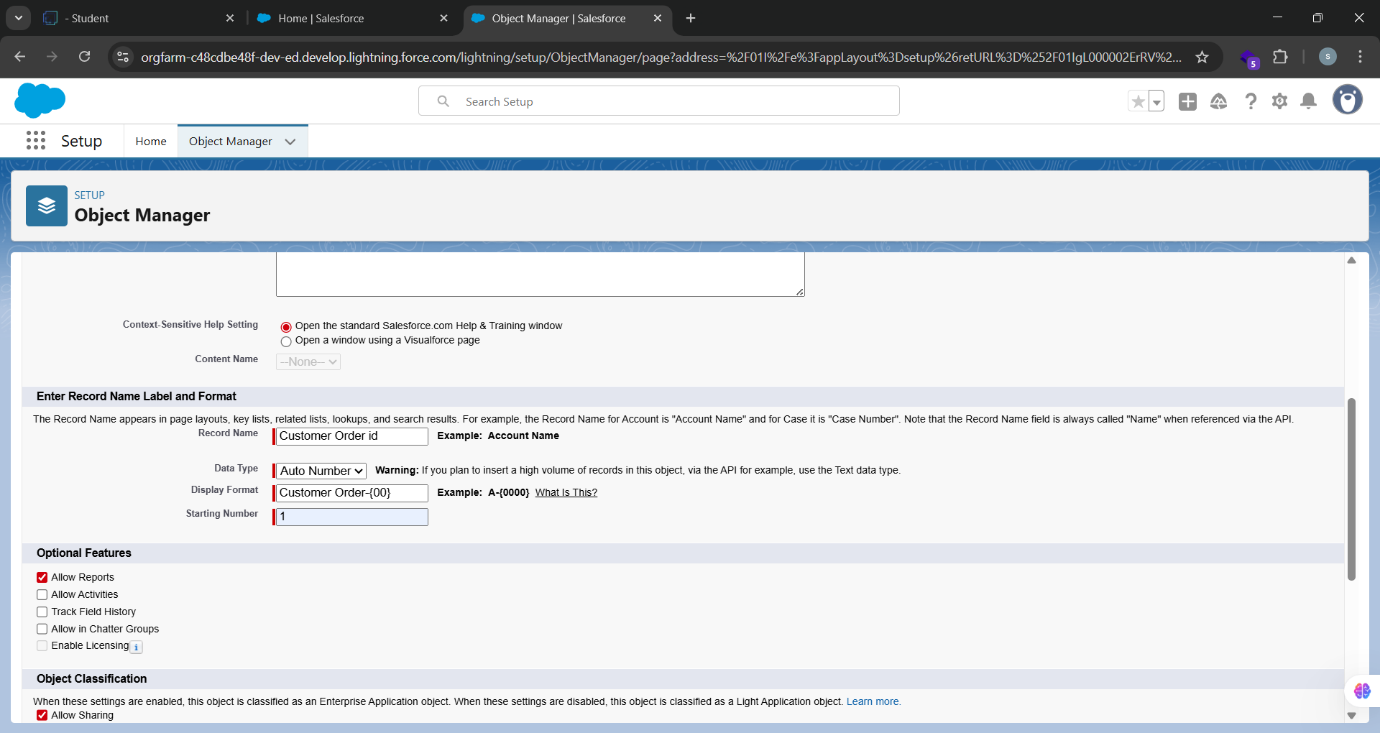 - Student
Home | Salesforce
Object Manager | Salesforce
orgfarm-c48cdbe48f-dev-ed.develop.lightning.force.com/lightning/setup/ObjectManager/page?address=%2F01I%2Fe%3FappLayout%3Dsetup%26retURL%3D%252F01IgL000002ErRV%2...
5
S
Search Setup
Setup
Home
Object Manager
SETUP
Object Manager
Context-Sensitive Help Setting
Open the standard Salesforce.com Help & Training window
Open a window using a Visualforce page
Content Name
--None--
Enter Record Name Label and Format
The Record Name appears in page layouts, key lists, related lists, lookups, and search results. For example, the Record Name for Account is "Account Name" and for Case it is "Case Number". Note that the Record Name field is always called "Name" when referenced via the API.
Record Name Customer Order id Example: Account Name
Data Type Auto Number Warning: If you plan to insert a high volume of records in this object, via the API for example, use the Text data type.
Display Format Customer Order-{00} Example: A-{0000} What Is This?
Starting Number 1
Optional Features
Allow Reports
Allow Activities
Track Field History
Allow in Chatter Groups
Enable Licensing i
Object Classification
When these settings are enabled, this object is classified as an Enterprise Application object. When these settings are disabled, this object is classified as a Light Application object. Learn more.
Allow Sharing